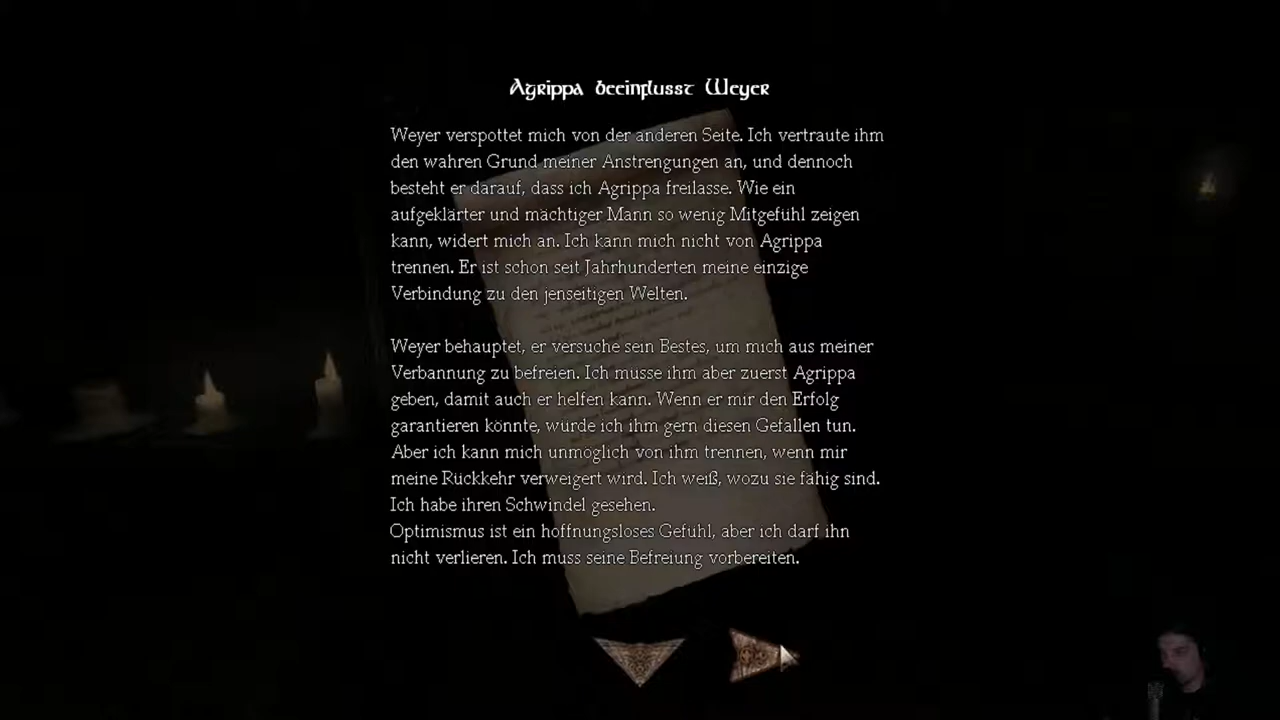 Agrippa beeinflusst Weyer
Weyer verspottet mich von der anderen Seite. Ich vertraute ihm
den wahren Grund meiner Anstrengungen an, und dennoch
besteht er darauf, dass ich Agrippa freilasse. Wie ein
aufgeklärter und mächtiger Mann so wenig Mitgefühl zeigen
kann, widert mich an. Ich kann mich nicht von Agrippa
trennen. Er ist schon seit Jahrhunderten meine einzige
Verbindung zu den jenseitigen Welten.
Weyer behauptet, er versuche sein Bestes, um mich aus meiner
Verbannung zu befreien. Ich müsse ihm aber zuerst Agrippa
geben, damit auch er helfen kann. Wenn er mir den Erfolg
garantieren könnte, würde ich ihm gern diesen Gefallen tun.
Aber ich kann mich unmöglich von ihm trennen, wenn mir
meine Rückkehr verweigert wird. Ich weiß, wozu sie fähig sind.
Ich habe ihren Schwindel gesehen.
Optimismus ist ein hoffnungsloses Gefühl, aber ich darf ihn
nicht verlieren. Ich muss seine Befreiung vorbereiten.